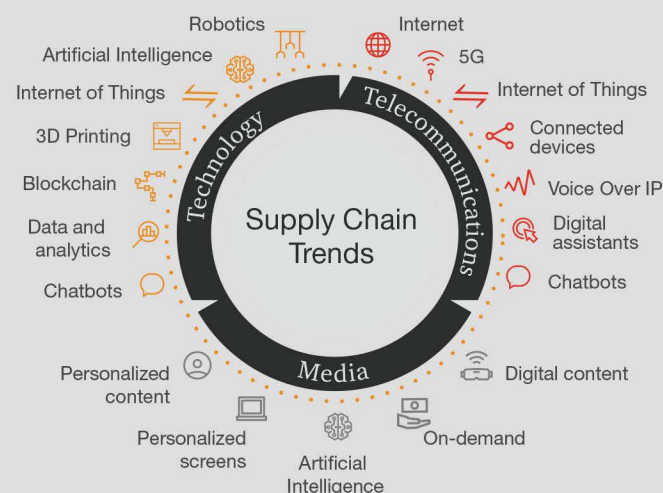 Robotics
Artificial Intelligence
Internet of Things
3D Printing
Blockchain
Data and
analytics
Chatbots
Technology
Internet
5G
Internet of Things
Connected
devices
Voice Over IP
Digital
assistants
Chatbots
Telecommunications
Supply Chain
Trends
Media
Personalized
content
Personalized
screens
Artificial
Intelligence
On-demand
Digital content